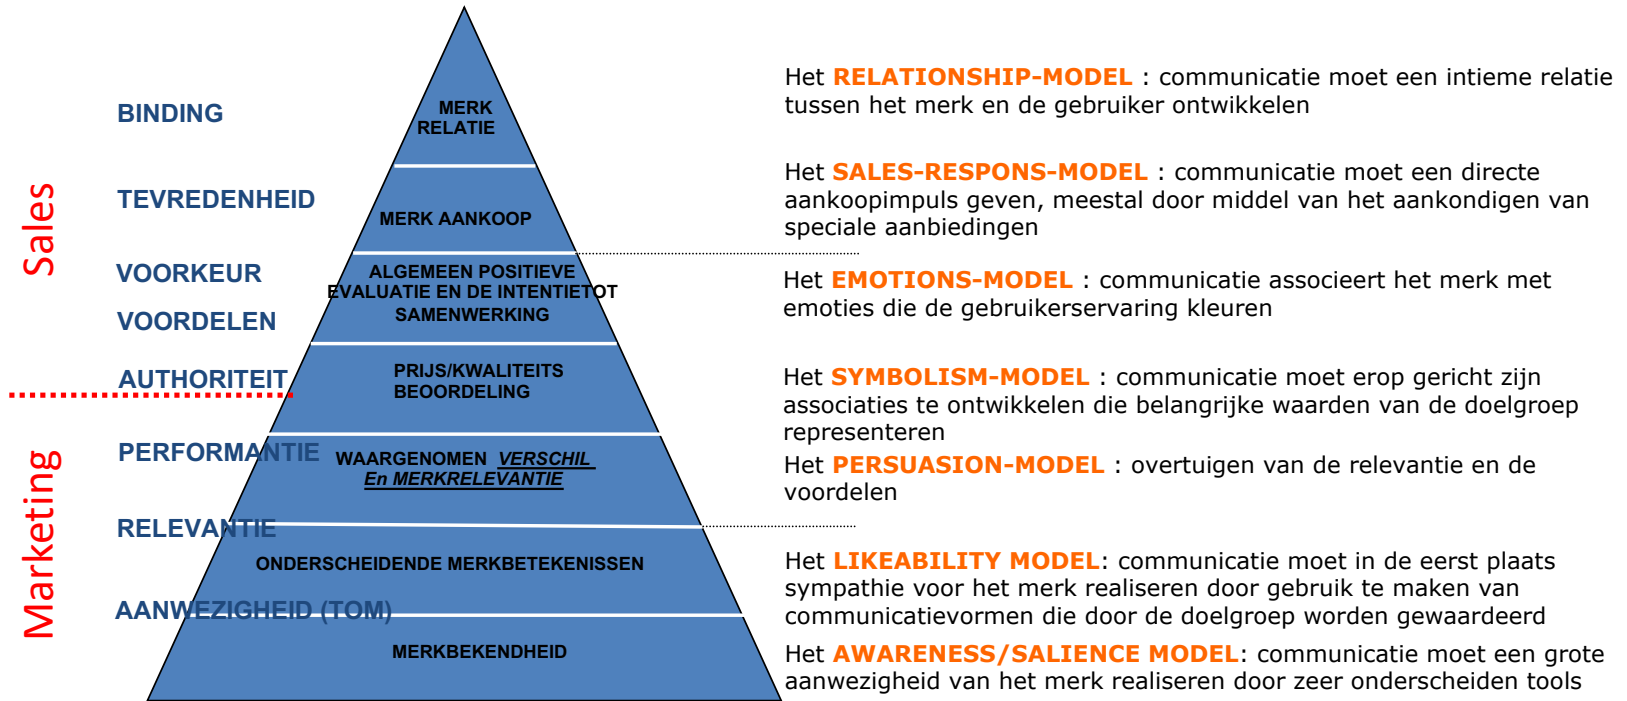 Sales
Marketing
BINDING
TEVREDENHEID
VOORKEUR
VOORDELEN
AUTHORITEIT
PERFORMANTIE
RELEVANTIE
AANWEZIGHEID (TOM)
MERK
RELATIE
MERK AANKOOP
ALGEMEEN POSITIEVE
EVALUATIE EN DE INTENTIETOT
SAMENWERKING
PRIJS/KWALITEITS
BEOORDELING
WAARGENOMEN VERSCHIL
En MERKRELEVANTIE
ONDERSCHEIDENDE MERKBETEKENISSEN
MERKBEKENDHEID
Het RELATIONSHIP-MODEL : communicatie moet een intieme relatie
tussen het merk en de gebruiker ontwikkelen
Het SALES-RESPONS-MODEL : communicatie moet een directe
aankoopimpuls geven, meestal door middel van het aankondigen van
speciale aanbiedingen
Het EMOTIONS-MODEL : communicatie associeert het merk met
emoties die de gebruikerservaring kleuren
Het SYMBOLISM-MODEL : communicatie moet erop gericht zijn
associaties te ontwikkelen die belangrijke waarden van de doelgroep
representeren
Het PERSUASION-MODEL : overtuigen van de relevantie en de
voordelen
Het LIKEABILITY MODEL: communicatie moet in de eerst plaats
sympathie voor het merk realiseren door gebruik te maken van
communicatievormen die door de doelgroep worden gewaardeerd
Het AWARENESS/SALIENCE MODEL: communicatie moet een grote
aanwezigheid van het merk realiseren door zeer onderscheiden tools